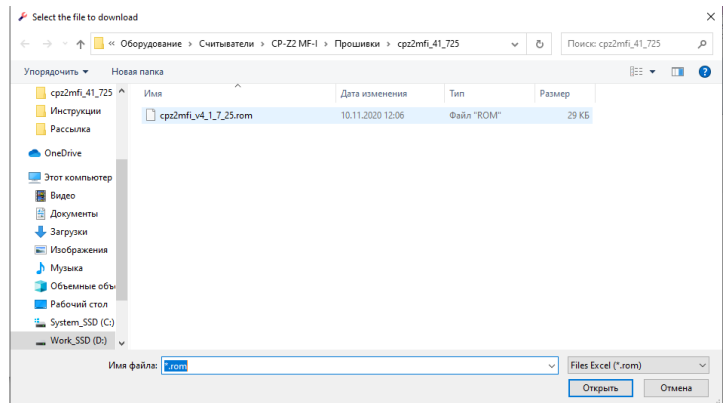 Select the file to download
« Оборудование › Считыватели › CP-Z2 MF-I › Прошивки › cpz2mfi_41_725
Поиск: cpz2mfi_41_725
Упорядочить
Новая папка
cpz2mfi_41_725
Инструкции
Рассылка
OneDrive
Этот компьютер
Видео
Документы
Загрузки
Изображения
Музыка
Объемные объ
Рабочий стол
System_SSD (C:)
Work_SSD (D:)
Имя Дата изменения Тип Размер
cpz2mfi_v4_1_7_25.rom 10.11.2020 12:06 Файл "ROM" 29 КБ
Имя файла: *.rom
Files Excel (*.rom)
Открыть Отмена